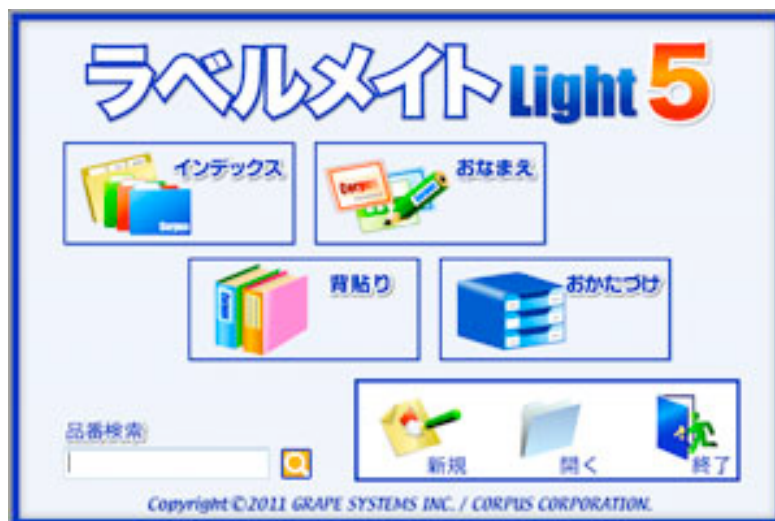 ラベルメイト Light 5
インデックス
おなまえ
背貼り
おかたづけ
品番検索
新規
開く
終了
Copyright©2011 GRAPE SYSTEMS INC. / CORPUS CORPORATION.